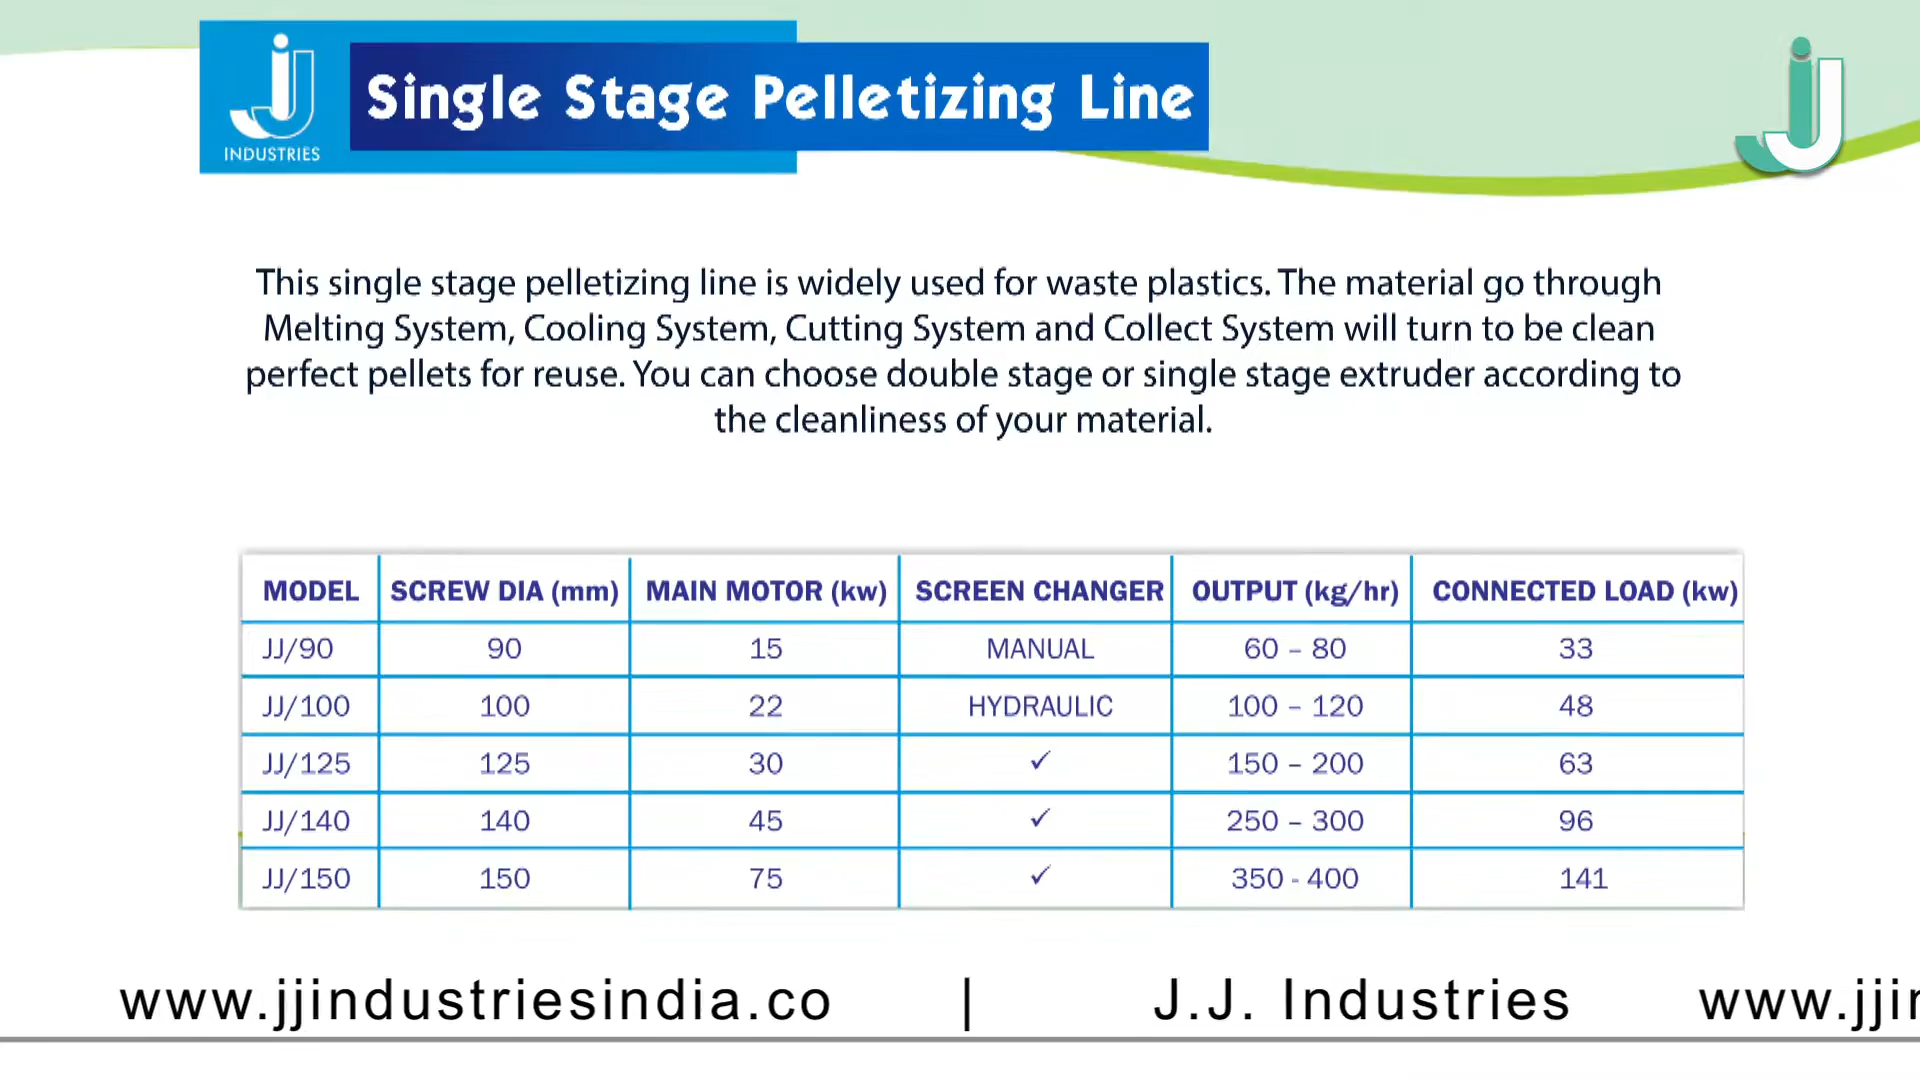 JJ
INDUSTRIES
Single Stage Pelletizing Line
JJ
This single stage pelletizing line is widely used for waste plastics. The material go through
Melting System, Cooling System, Cutting System and Collect System will turn to be clean
perfect pellets for reuse. You can choose double stage or single stage extruder according to
the cleanliness of your material.
MODEL SCREW DIA (mm) MAIN MOTOR (kw) SCREEN CHANGER OUTPUT (kg/hr) CONNECTED LOAD (kw)
JJ/90 90 15 MANUAL 60 – 80 33
JJ/100 100 22 HYDRAULIC 100 – 120 48
JJ/125 125 30 ✓ 150 – 200 63
JJ/140 140 45 ✓ 250 – 300 96
JJ/150 150 75 ✓ 350 - 400 141
www.jjindustriesindia.co | J.J. Industries www.jji